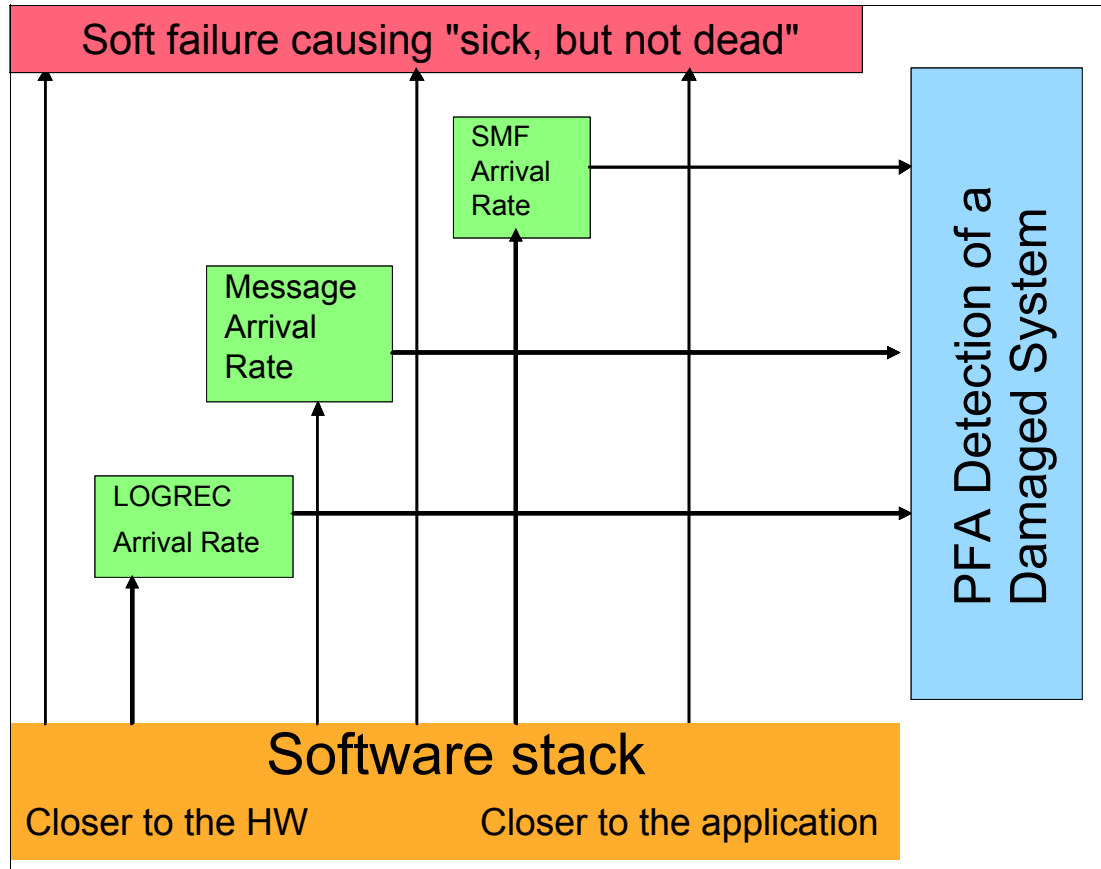 Soft failure causing "sick, but not dead"
SMF
Arrival
Rate
Message
Arrival
Rate
LOGREC
Arrival Rate
PFA Detection of a
Damaged System
Software stack
Closer to the HW
Closer to the application